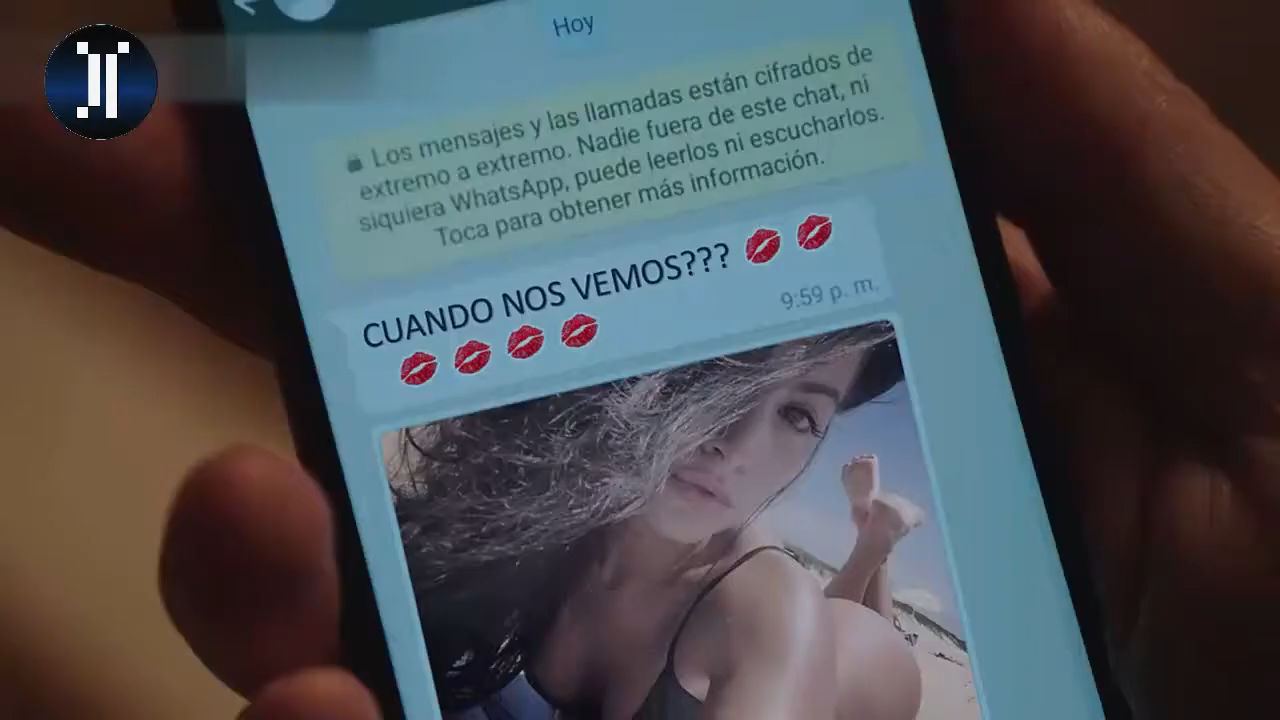 Hoy
Los mensajes y las llamadas están cifrados de
extremo a extremo. Nadie fuera de este chat, ni
siquiera WhatsApp, puede leerlos ni escucharlos.
Toca para obtener más información.
CUANDO NOS VEMOS???
9:59 p. m.